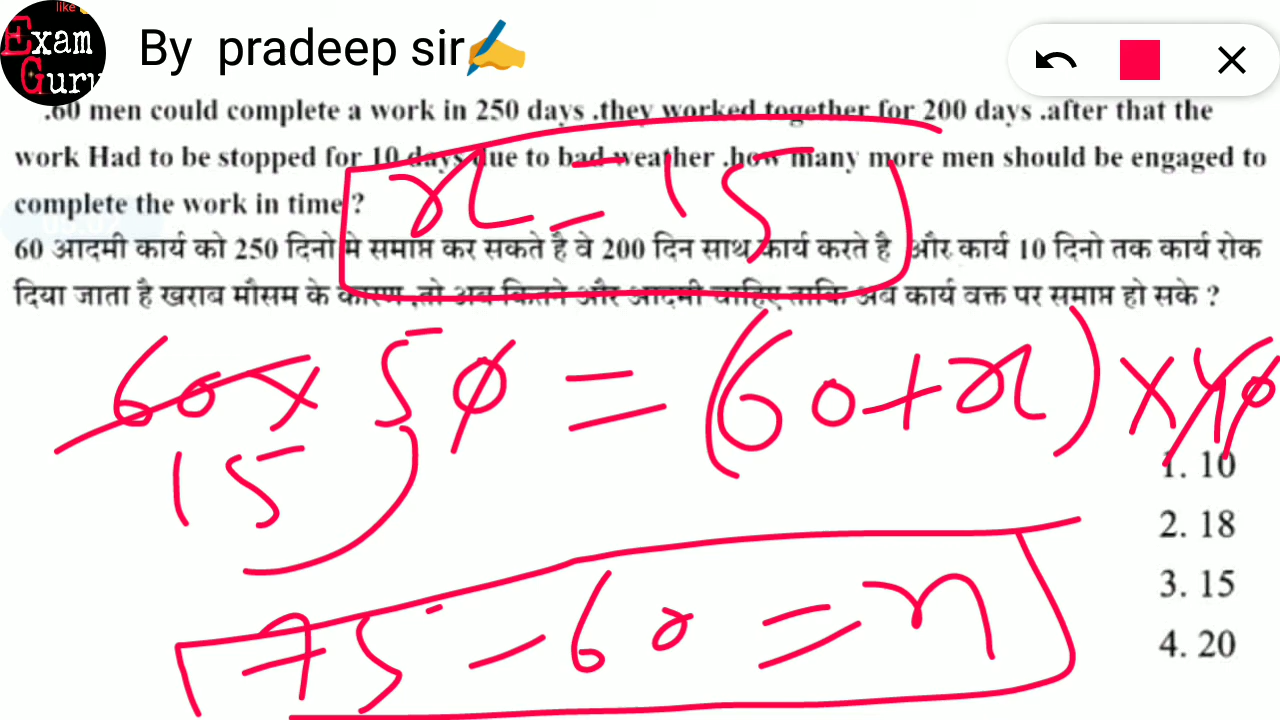 like
Exam
Guru
By pradeep sir✍
.60 men could complete a work in 250 days .they worked together for 200 days .after that the
work Had to be stopped for 10 days due to bad weather .how many more men should be engaged to
complete the work in time ?
60 आदमी कार्य को 250 दिनो मे समाप्त कर सकते है वे 200 दिन साथ कार्य करते है और कार्य 10 दिनो तक कार्य रोक
दिया जाता है खराब मौसम के कारण तो अब कितने और आदमी चाहिए ताकि अब कार्य वक्त पर समाप्त हो सके ?
x = 15
60 × 50 = (60+x) × 40
15
75 - 60 = x
1. 10
2. 18
3. 15
4. 20